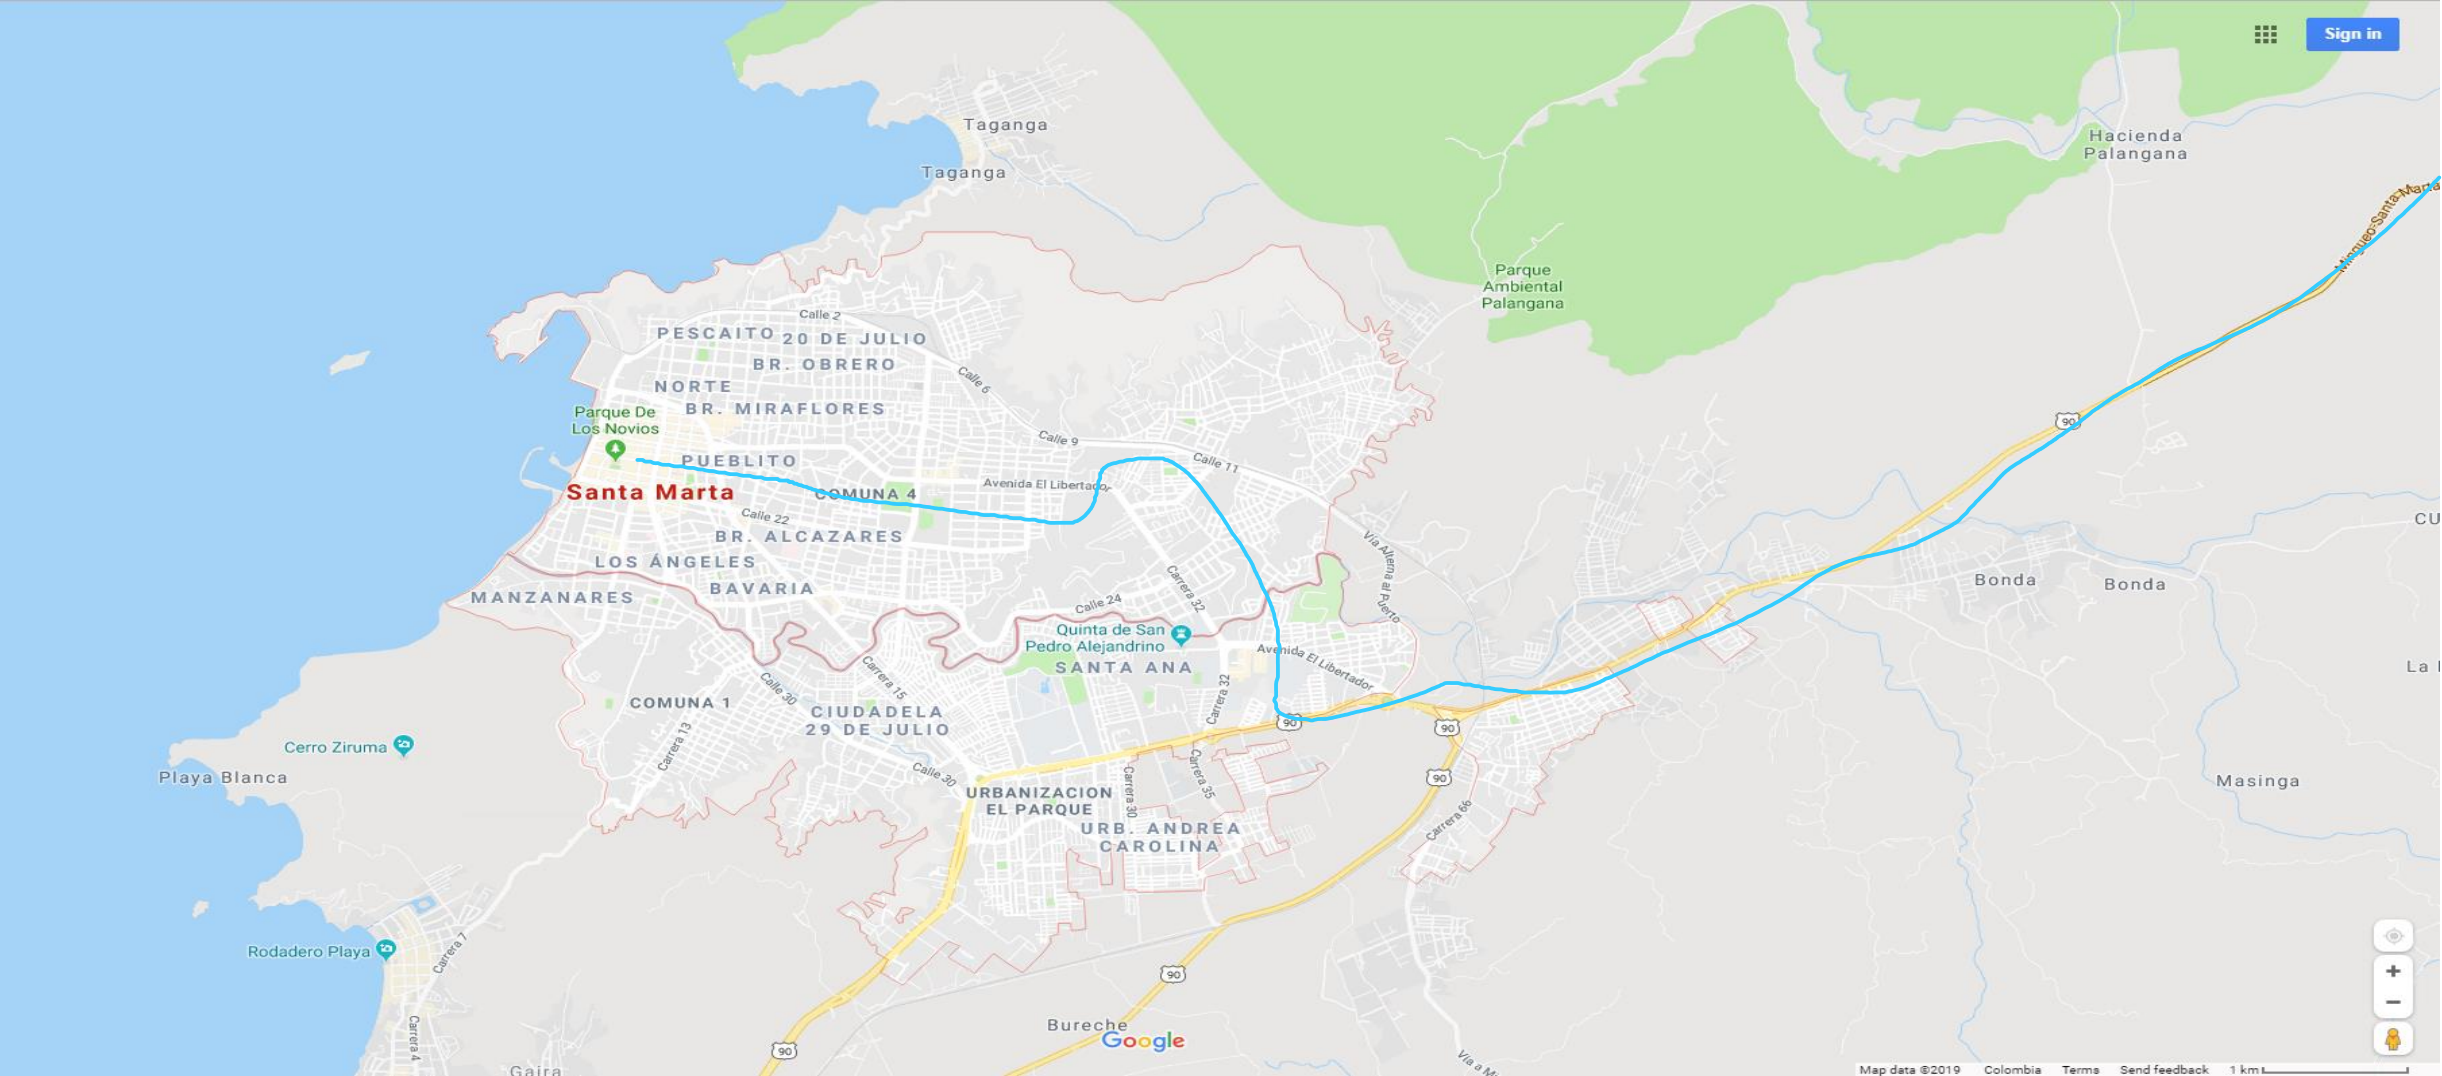 Sign in
Taganga
Taganga
Hacienda
Palangana
Mingueo-Santa Marta
Parque
Ambiental
Palangana
Calle 2
PESCAITO
20 DE JULIO
BR. OBRERO
Calle 6
NORTE
BR. MIRAFLORES
Parque De
Los Novios
90
Calle 9
PUEBLITO
Calle 11
Santa Marta
COMUNA 4
Avenida El Libertador
Calle 22
CU
BR. ALCAZARES
Via Alterna al Puerto
LOS ÁNGELES
BAVARIA
Carrera 32
Bonda
Bonda
MANZANARES
Calle 24
Quinta de San
Pedro Alejandrino
Avenida El Libertador
SANTA ANA
La
Carrera 15
Calle 30
COMUNA 1
Carrera 32
CIUDADELA
29 DE JULIO
90
90
Cerro Ziruma
Carrera 13
Playa Blanca
Calle 30
Carrera 35
90
Masinga
URBANIZACION
EL PARQUE
Carrera 30
URB. ANDREA
CAROLINA
Carrera 66
Rodadero Playa
Carrera 7
90
Bureche
Google
Carrera 4
90
Gaira
Vía a M
Map data ©2019 Colombia Terms Send feedback 1 km